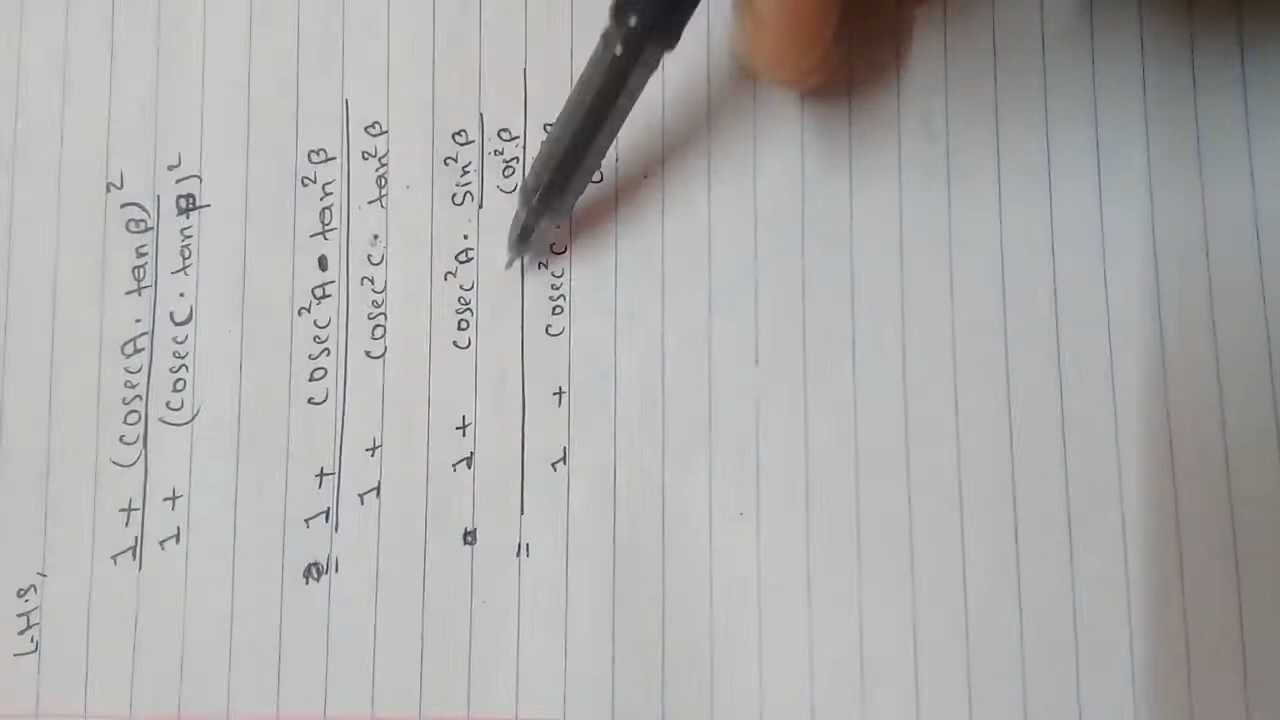 L.H.S,
1 + (cosecA. tanβ)²
1 + (cosec C. tanβ)²
= 1 + cosec²A • tan²β
1 + cosec²C. tan²β
1 + cosec²A. Sin²β
Cos²β
=
1 + Cosec²C.